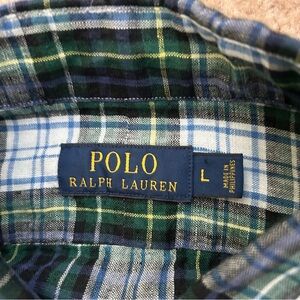 POLO
RALPH LAUREN
L
MADE IN
PHILIPPINES